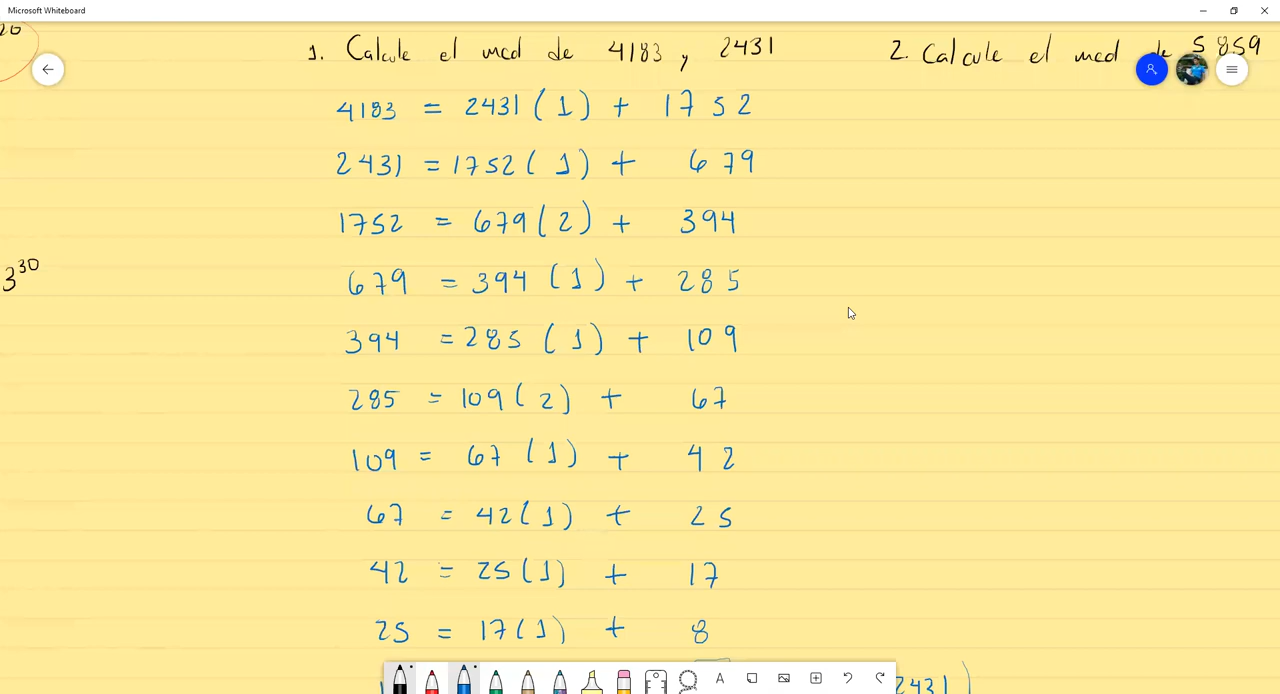 Microsoft Whiteboard
1. Calcule el mcd de 4183 y 2431
2. Calcule el mcd de 5859
4183 = 2431(1) + 1752
2431 = 1752(1) + 679
1752 = 679(2) + 394
3^30
679 = 394(1) + 285
394 = 285(1) + 109
285 = 109(2) + 67
109 = 67(1) + 42
67 = 42(1) + 25
42 = 25(1) + 17
25 = 17(1) + 8
2431)